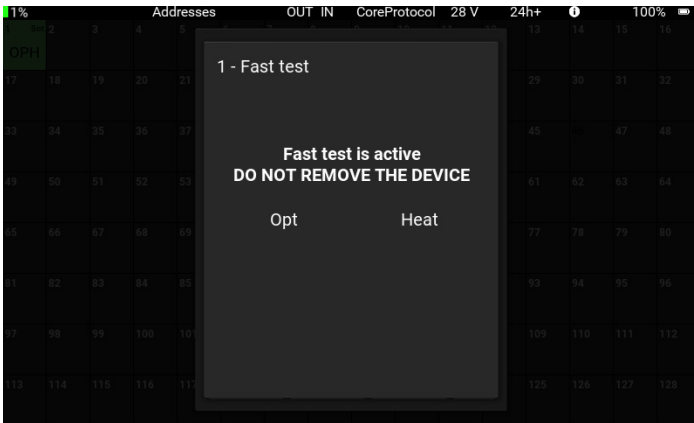 1% Addresses OUT IN CoreProtocol 28 V 24h+ 100%
1 2 3 4 5 13 14 15 16
OPH
1 - Fast test
17 18 19 20 21 29 30 31 32
33 34 35 36 37 45 46 47 48
Fast test is active
DO NOT REMOVE THE DEVICE
49 50 51 52 53 61 62 63 64
Opt Heat
65 66 67 68 69 77 78 79 80
81 82 83 84 85 93 94 95 96
97 98 99 100 101 109 110 111 112
113 114 115 116 117 125 126 127 128